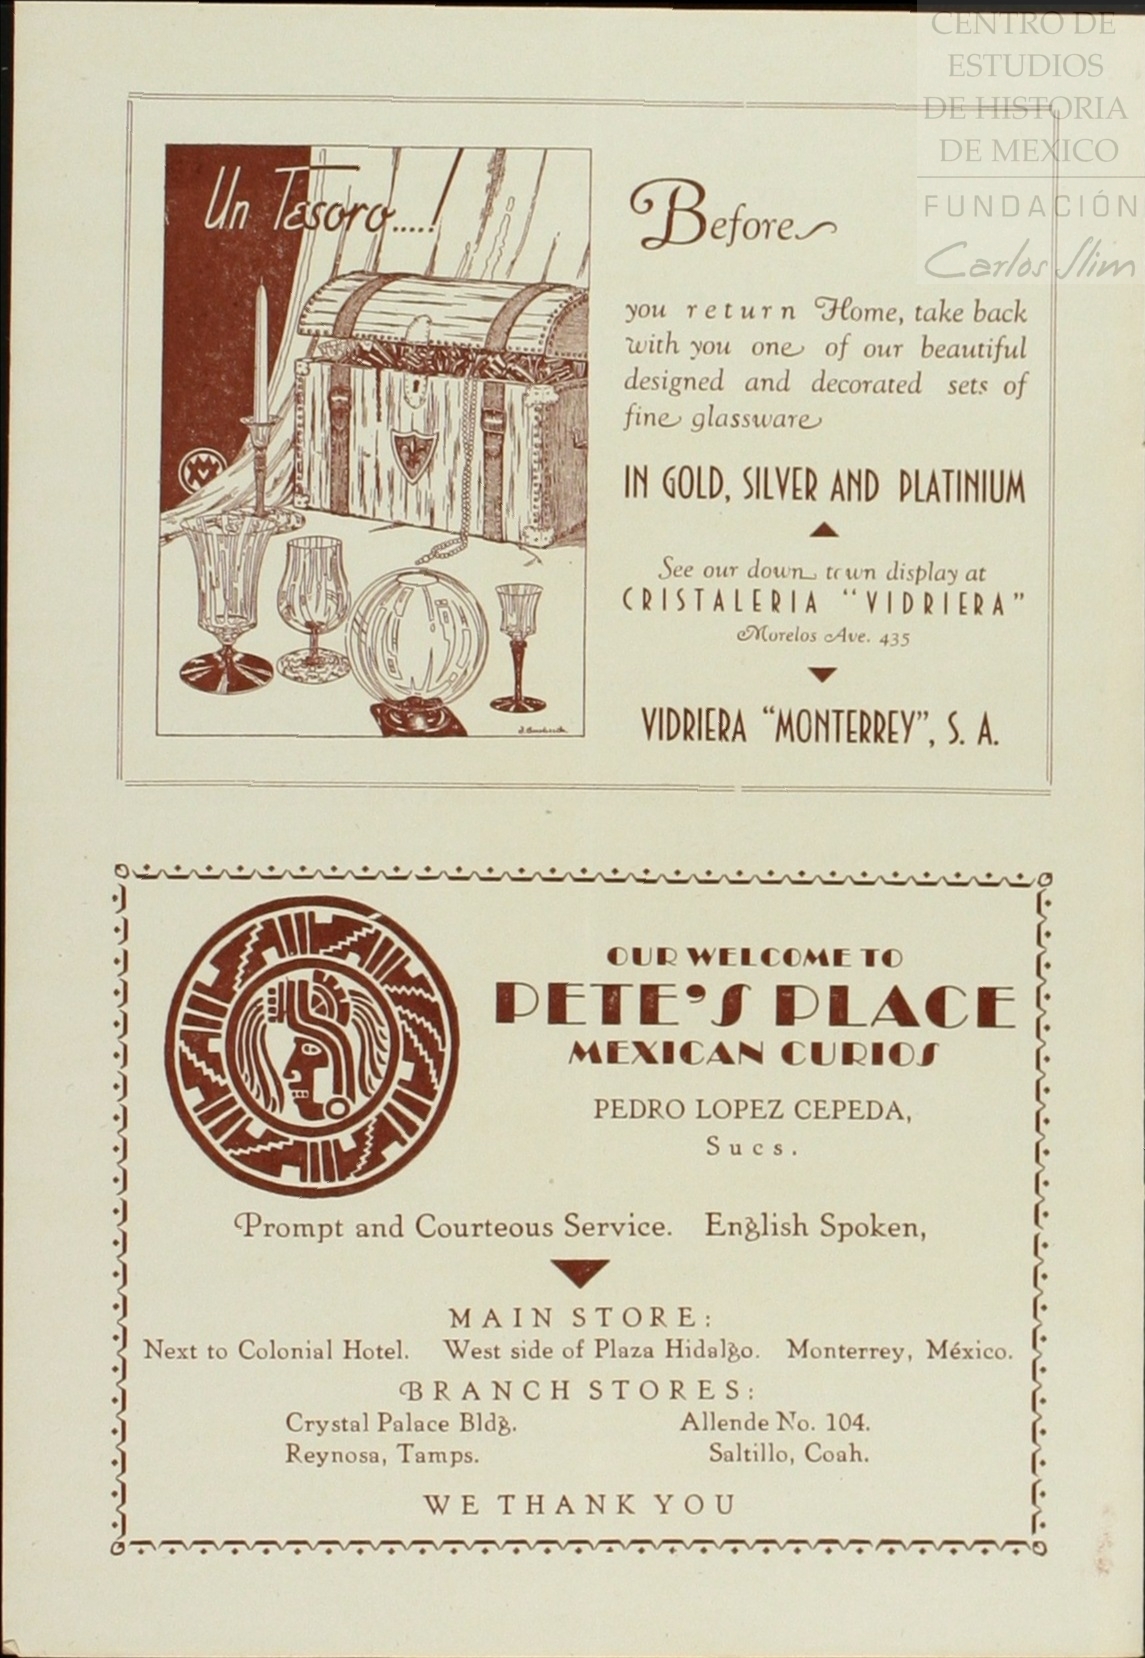 CENTRO DE
ESTUDIOS
DE HISTORIA
DE MEXICO
FUNDACIÓN
Carlos Slim
Un Tesoro....!
Before
you return Home, take back
with you one of our beautiful
designed and decorated sets of
fine glassware
IN GOLD, SILVER AND PLATINIUM
See our down town display at
CRISTALERIA "VIDRIERA"
Morelos Ave. 435
VIDRIERA "MONTERREY", S. A.
OUR WELCOME TO
PETE'S PLACE
MEXICAN CURIOS
PEDRO LOPEZ CEPEDA,
Sucs.
Prompt and Courteous Service. English Spoken,
MAIN STORE:
Next to Colonial Hotel. West side of Plaza Hidalgo. Monterrey, México.
BRANCH STORES:
Crystal Palace Bldg. Allende No. 104.
Reynosa, Tamps. Saltillo, Coah.
WE THANK YOU